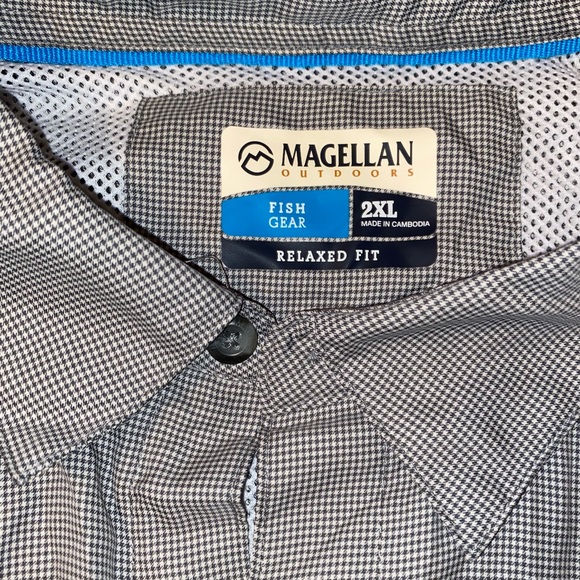 MAGELLAN
OUTDOORS
FISH
GEAR
2XL
MADE IN CAMBODIA
RELAXED FIT